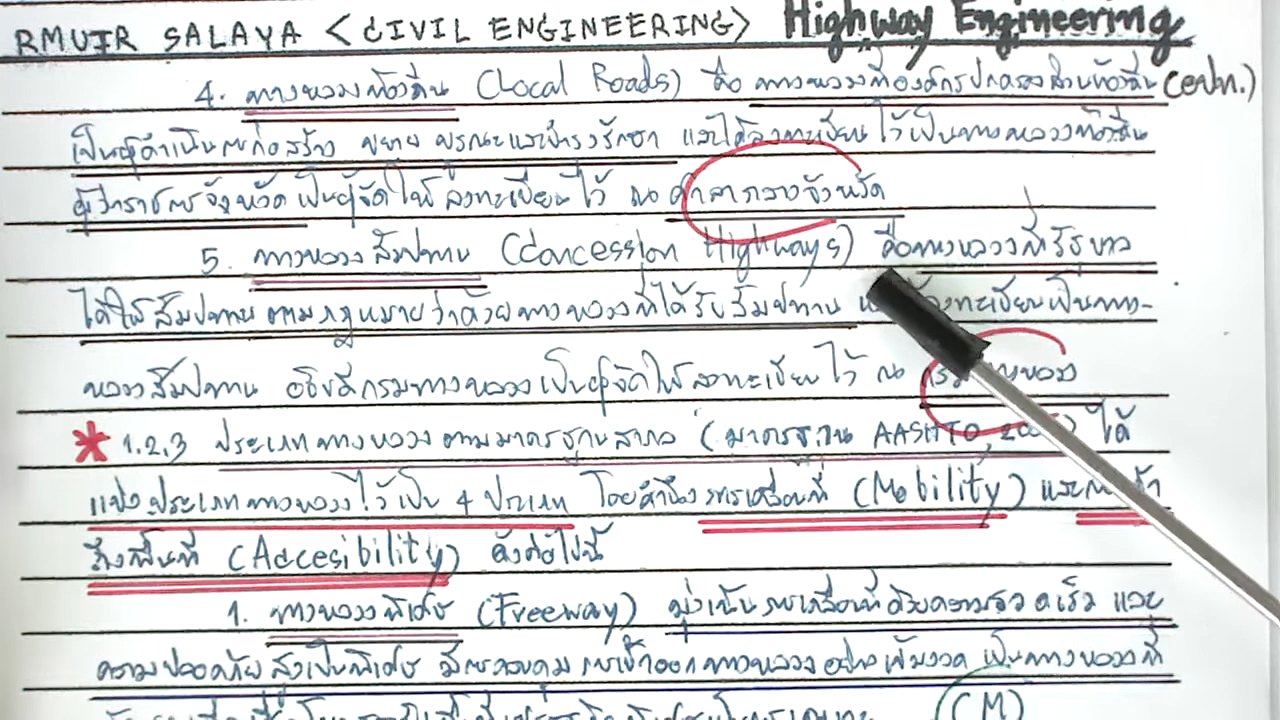 RMUTR SALAYA <CIVIL ENGINEERING> Highway Engineering
4. ทางหลวงท้องถิ่น (Local Roads) คือ ทางหลวงที่องค์กรปกครองส่วนท้องถิ่น (ต่อ.)
เป็นผู้ดำเนินการก่อสร้าง ขยาย บูรณะและบำรุงรักษา และได้ลงทะเบียนไว้เป็นทางหลวงท้องถิ่น
ผู้ว่าราชการจังหวัดเป็นผู้จัดให้ลงทะเบียนไว้ ณ ศาลากลางจังหวัด
5. ทางหลวงสัมปทาน (Concession Highways) คือทางหลวงที่รัฐบาล
ได้ให้สัมปทานตามกฎหมายว่าด้วยทางหลวงที่ได้รับสัมปทาน ลงทะเบียนเป็นทาง-
หลวงสัมปทาน อธิบดีกรมทางหลวงเป็นผู้จัดให้ลงทะเบียนไว้ ณ กรมทางหลวง
* 1.2.3 ประเภททางหลวงตามมาตรฐานสากล (มาตรฐาน AASHTO, ได้
แบ่งประเภททางหลวงไว้เป็น 4 ประเภท โดยคำนึงการเคลื่อนที่ (Mobility) และการเข้า
ถึงพื้นที่ (Accesibility) ดังต่อไปนี้
1. ทางหลวงพิเศษ (Freeway) มุ่งเน้นการเคลื่อนที่ด้วยความรวดเร็ว และ
ความปลอดภัยสูงเป็นพิเศษ มีการควบคุมการเข้าออกทางหลวงอย่างเข้มงวด เป็นทางหลวงที่
(M)